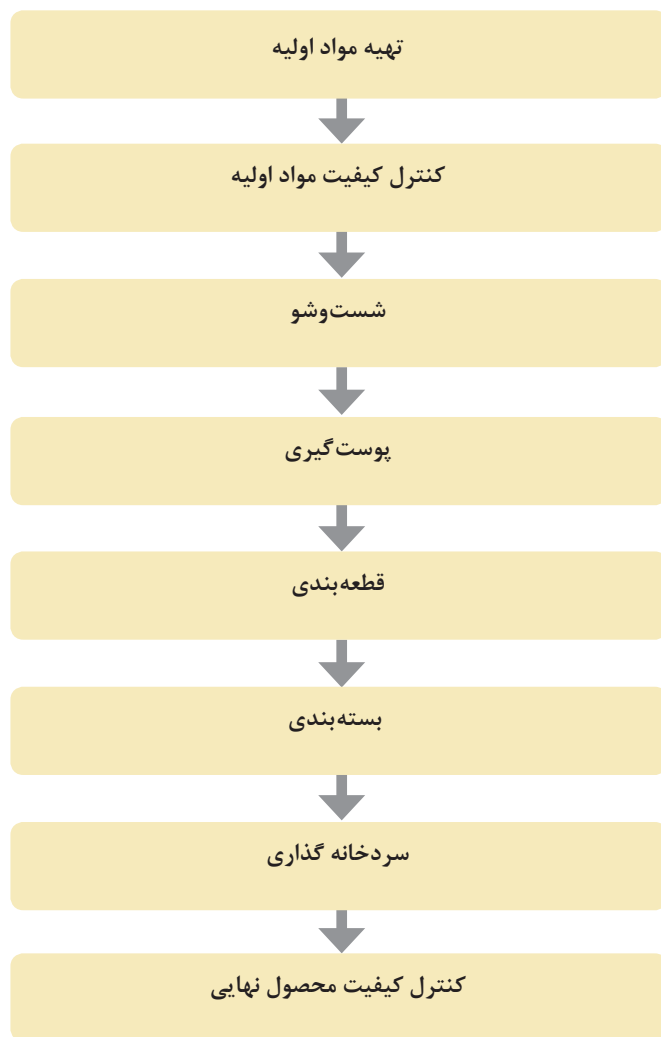 تهیه مواد اولیه
کنترل کیفیت مواد اولیه
شست‌وشو
پوست‌گیری
قطعه‌بندی
بسته‌بندی
سردخانه گذاری
کنترل کیفیت محصول نهایی